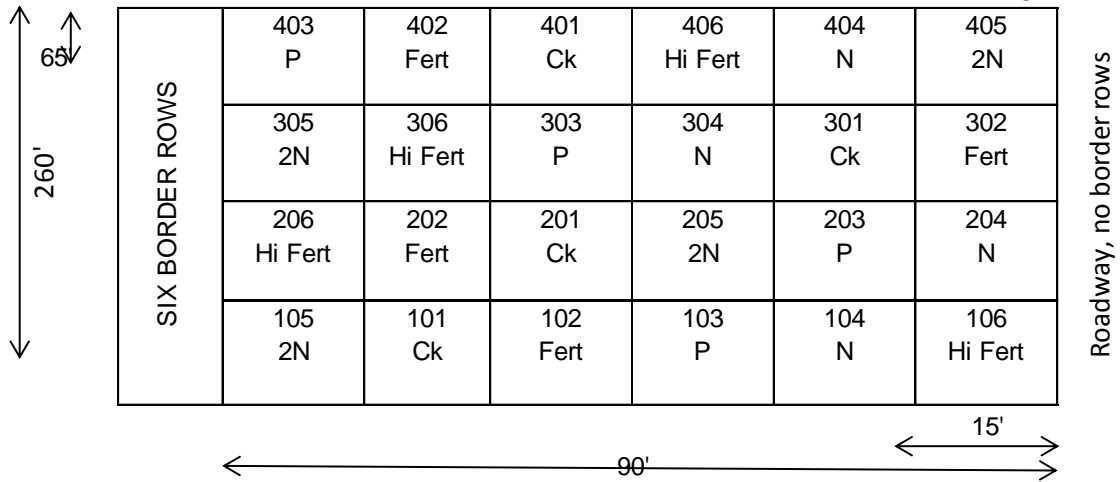 65'
260'
SIX BORDER ROWS
403 402 401 406 404 405
P Fert Ck Hi Fert N 2N
305 306 303 304 301 302
2N Hi Fert P N Ck Fert
206 202 201 205 203 204
Hi Fert Fert Ck 2N P N
105 101 102 103 104 106
2N Ck Fert P N Hi Fert
Roadway, no border rows
15'
90'